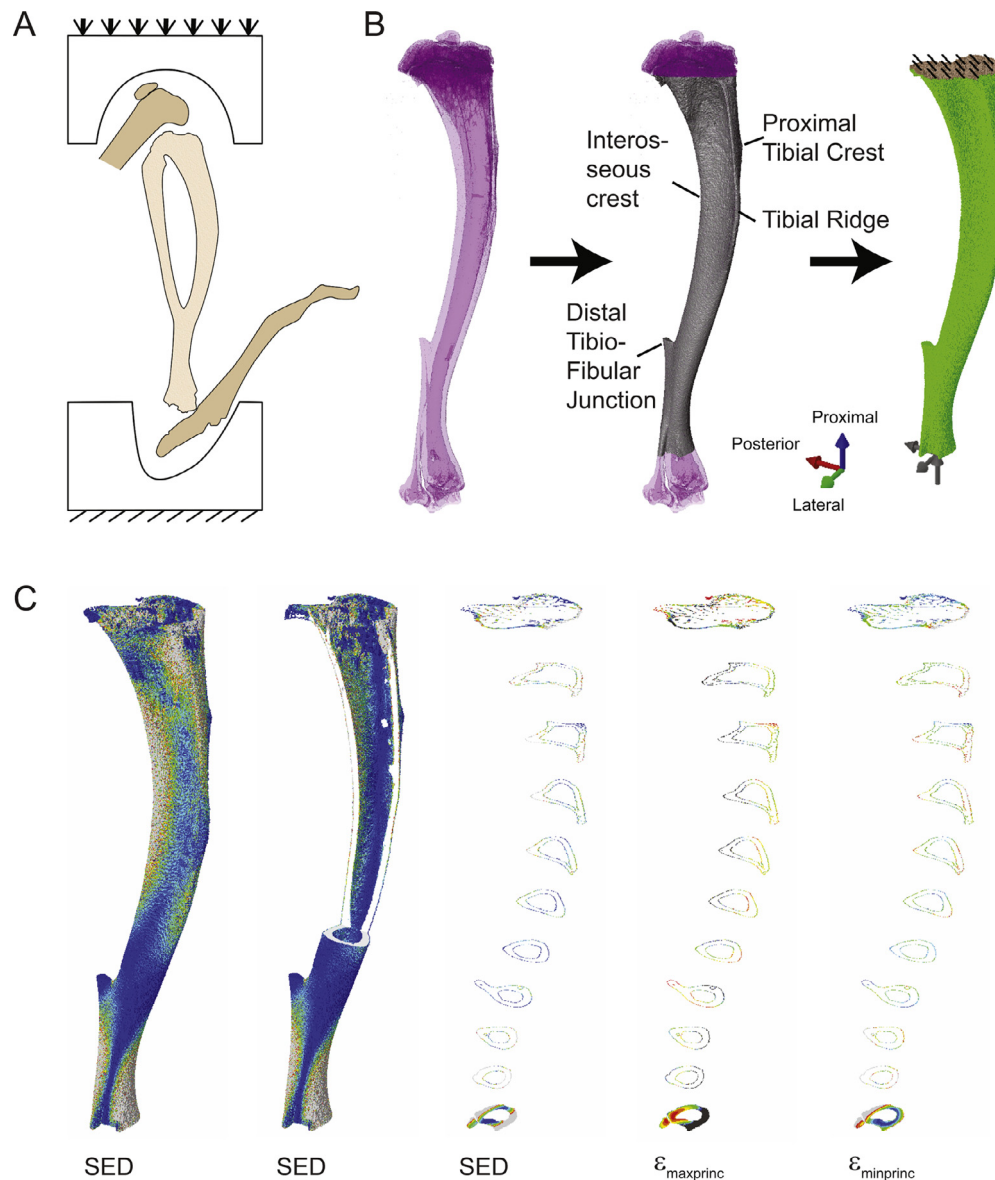 A
B
Interos-
seous
crest
Proximal
Tibial Crest
Tibial Ridge
Distal
Tibio-
Fibular
Junction
Proximal
Posterior
Lateral
C
SED
SED
SED
εmaxprinc
εminprinc